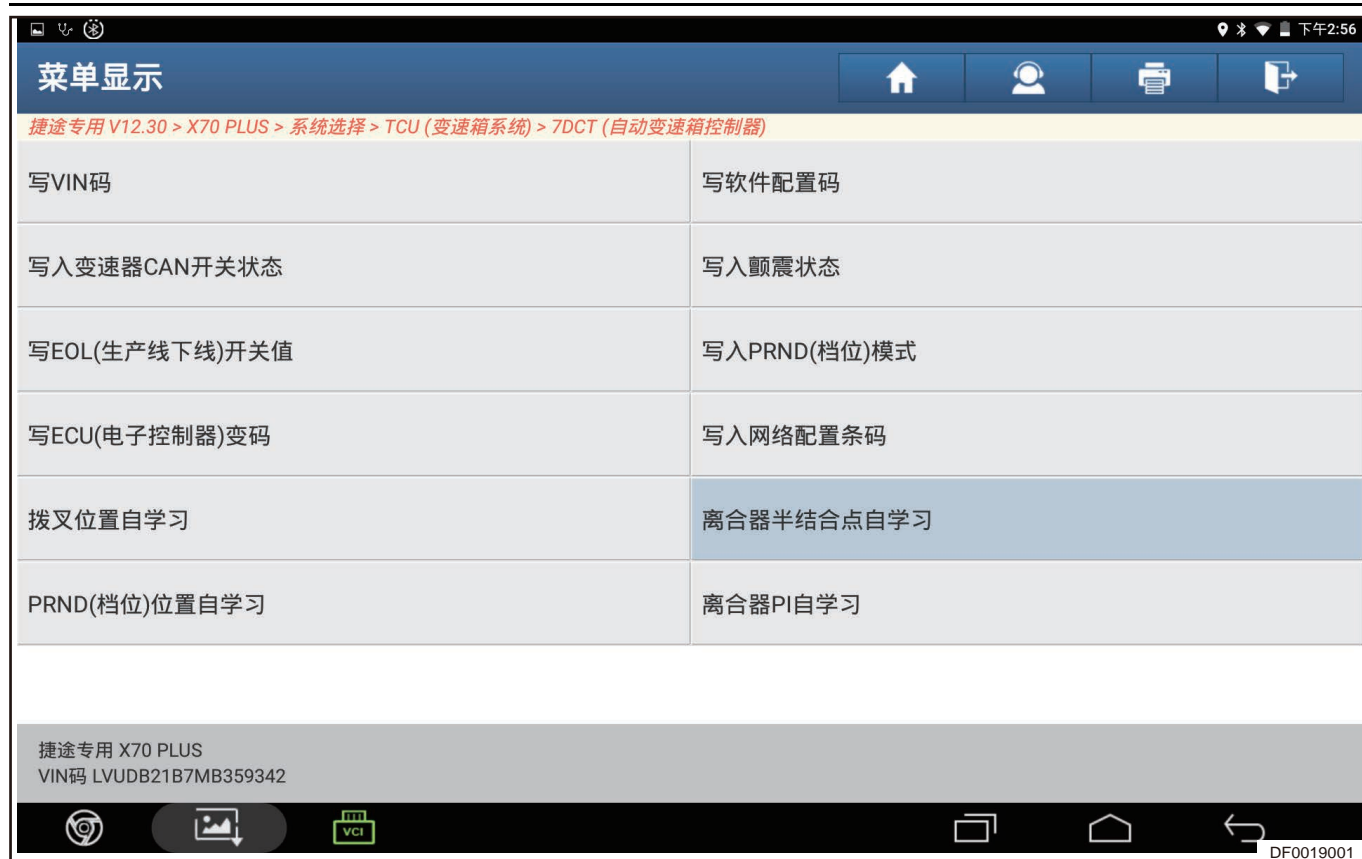 下午2:56
菜单显示
捷途专用 V12.30 > X70 PLUS > 系统选择 > TCU (变速箱系统) > 7DCT (自动变速箱控制器)
写VIN码
写软件配置码
写入变速器CAN开关状态
写入颤震状态
写EOL(生产线下线)开关值
写入PRND(档位)模式
写ECU(电子控制器)变码
写入网络配置条码
拨叉位置自学习
离合器半结合点自学习
PRND(档位)位置自学习
离合器PI自学习
捷途专用 X70 PLUS
VIN码 LVUDB21B7MB359342
VCI
DF0019001